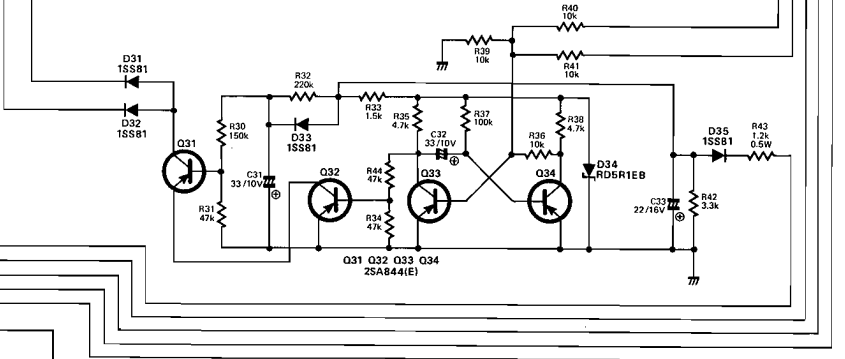 R40
10k
R39
10k
R41
10k
D31
1SS81
D32
1SS81
R32
220k
R33
1.5k
D33
1SS81
R35
4.7k
R37
100k
C32
33/10V
R38
4.7k
R36
10k
R30
150k
Q31
C31
33/10V
R31
47k
Q32
R44
47k
R34
47k
Q33
Q34
D34
RD5R1EB
D35
1SS81
R43
1.2k
0.5W
C33
22/16V
R42
3.3k
Q31 Q32 Q33 Q34
2SA844(E)